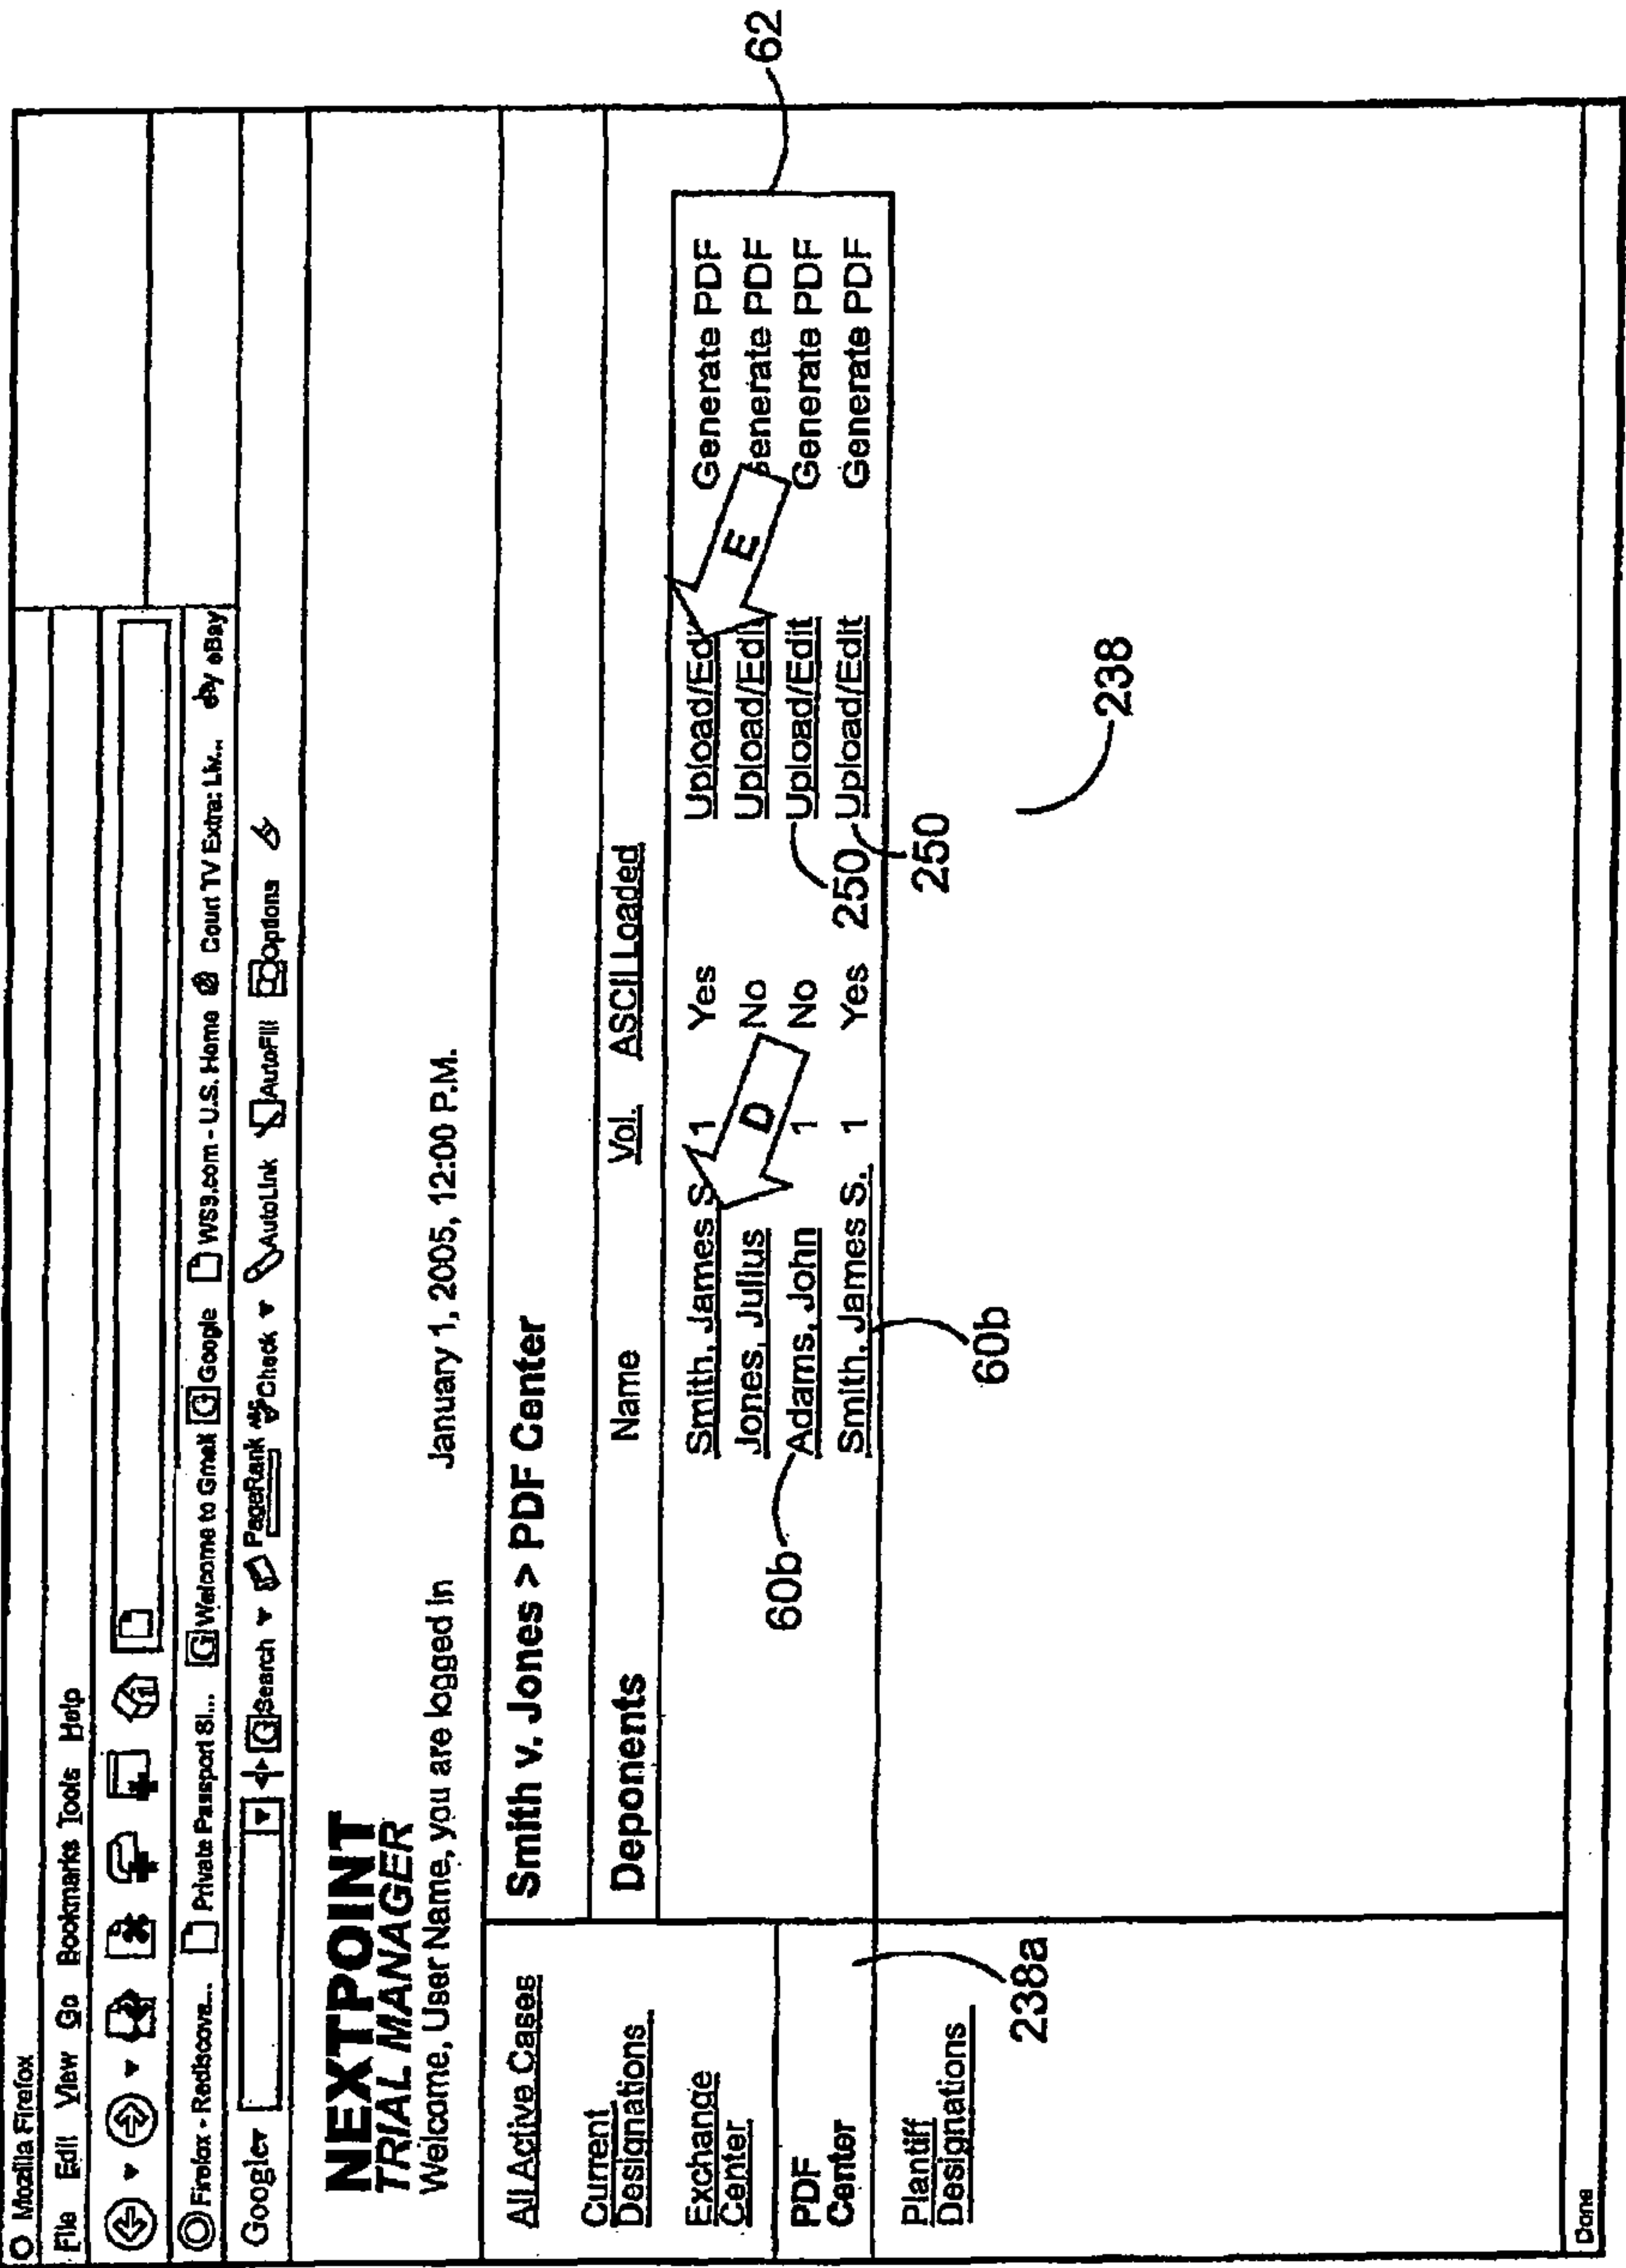 Mozilla Firefox
File Edit View Go Bookmarks Tools Help
Firefox - Rediscove... Private Passport Sl... G Welcome to Gmail G Google WS9.com - U.S. Home Court TV Extra: Liv... eBay
Google G Search PageRank ABC Check AutoLink AutoFill Options
NEXTPOINT
TRIAL MANAGER
Welcome, User Name, you are logged in January 1, 2005, 12:00 P.M.
All Active Cases
Current
Designations
Exchange
Center
PDF
Center
Plantiff
Designations
238a
Smith v. Jones > PDF Center
Deponents Name Vol. ASCII Loaded
Smith, James S 1 Yes Upload/Edi Generate PDF
Jones, Julius No Upload/Edi Generate PDF
Adams, John 1 No Upload/Edit Generate PDF
Smith, James S. 1 Yes Upload/Edit Generate PDF
D
E
62
60b
60b
250
250
238
Done